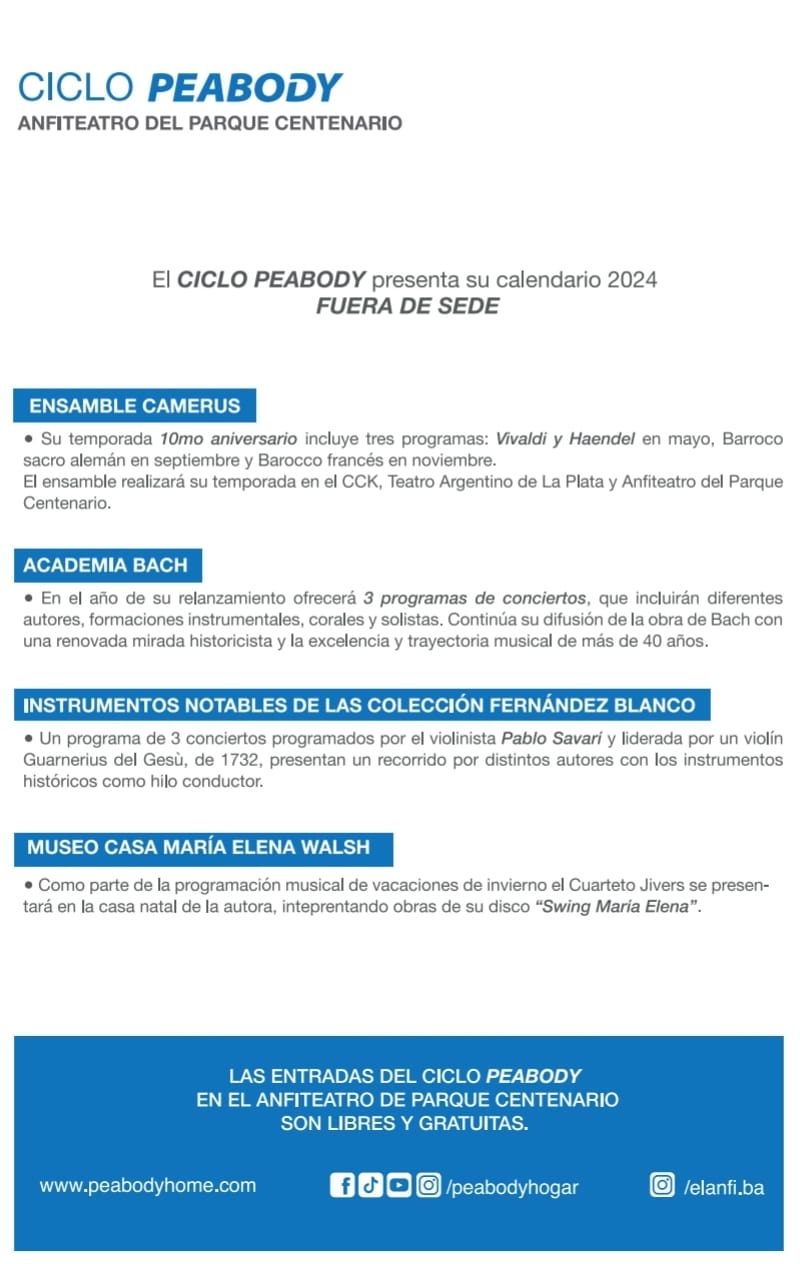 CICLO PEABODY
ANFITEATRO DEL PARQUE CENTENARIO
El CICLO PEABODY presenta su calendario 2024
FUERA DE SEDE
ENSAMBLE CAMERUS
• Su temporada 10mo aniversario incluye tres programas: Vivaldi y Haendel en mayo, Barroco
sacro alemán en septiembre y Barocco francés en noviembre.
El ensamble realizará su temporada en el CCK, Teatro Argentino de La Plata y Anfiteatro del Parque
Centenario.
ACADEMIA BACH
• En el año de su relanzamiento ofrecerá 3 programas de conciertos, que incluirán diferentes
autores, formaciones instrumentales, corales y solistas. Continúa su difusión de la obra de Bach con
una renovada mirada historicista y la excelencia y trayectoria musical de más de 40 años.
INSTRUMENTOS NOTABLES DE LAS COLECCIÓN FERNÁNDEZ BLANCO
• Un programa de 3 conciertos programados por el violinista Pablo Savarí y liderada por un violín
Guarnerius del Gesù, de 1732, presentan un recorrido por distintos autores con los instrumentos
históricos como hilo conductor.
MUSEO CASA MARÍA ELENA WALSH
• Como parte de la programación musical de vacaciones de invierno el Cuarteto Jivers se presen-
tará en la casa natal de la autora, inteprentando obras de su disco “Swing María Elena”.
LAS ENTRADAS DEL CICLO PEABODY
EN EL ANFITEATRO DE PARQUE CENTENARIO
SON LIBRES Y GRATUITAS.
www.peabodyhome.com /peabodyhogar /elanfi.ba